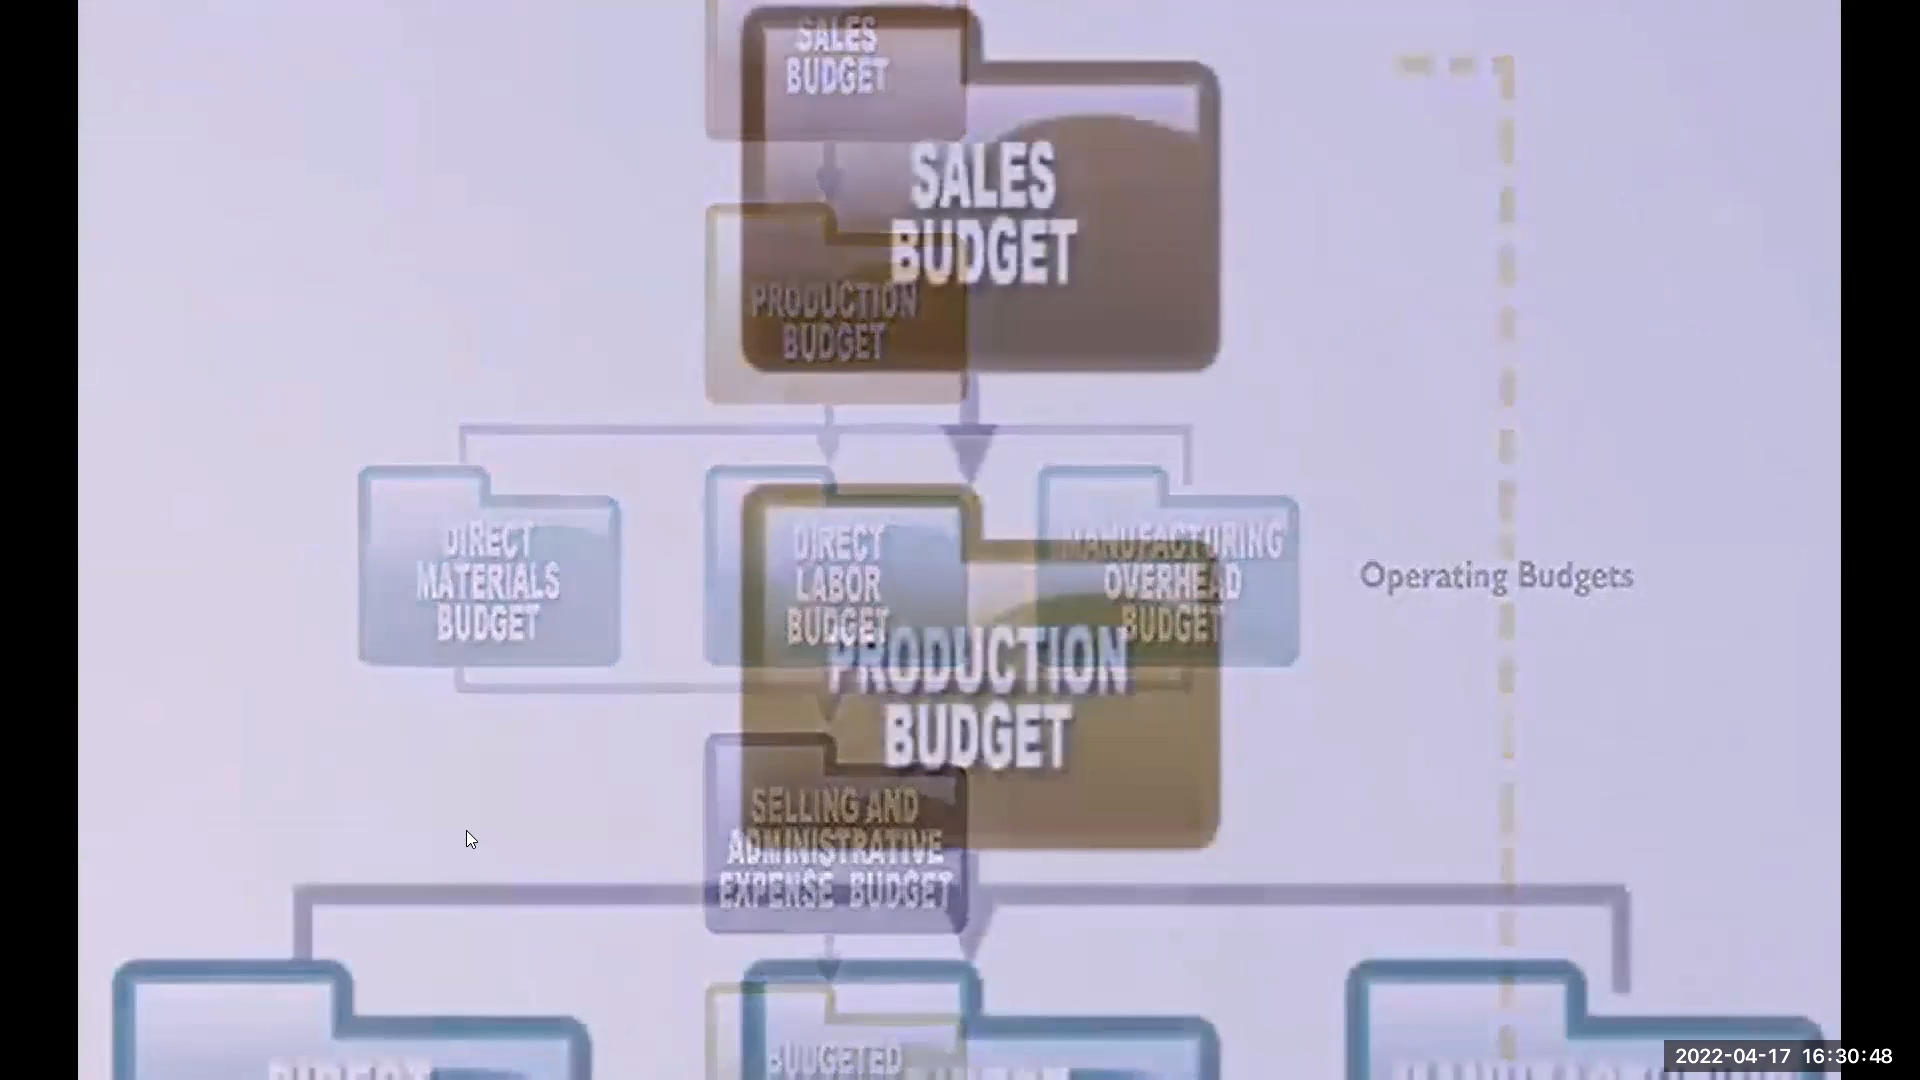 SALES
BUDGET
SALES
BUDGET
PRODUCTION
BUDGET
DIRECT
MATERIALS
BUDGET
DIRECT
LABOR
BUDGET
MANUFACTURING
OVERHEAD
BUDGET
Operating Budgets
PRODUCTION
BUDGET
SELLING AND
ADMINISTRATIVE
EXPENSE BUDGET
BUDGETED
DIRECT
2022-04-17 16:30:48